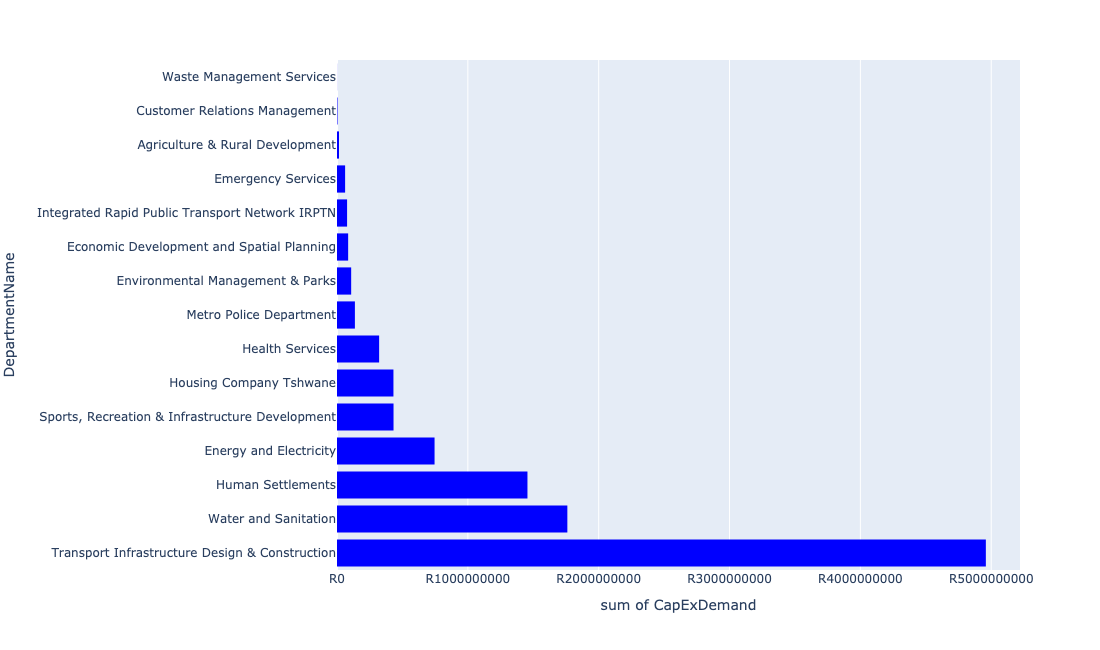 DepartmentName
Waste Management Services
Customer Relations Management
Agriculture & Rural Development
Emergency Services
Integrated Rapid Public Transport Network IRPTN
Economic Development and Spatial Planning
Environmental Management & Parks
Metro Police Department
Health Services
Housing Company Tshwane
Sports, Recreation & Infrastructure Development
Energy and Electricity
Human Settlements
Water and Sanitation
Transport Infrastructure Design & Construction
R0 R1000000000 R2000000000 R3000000000 R4000000000 R5000000000
sum of CapExDemand